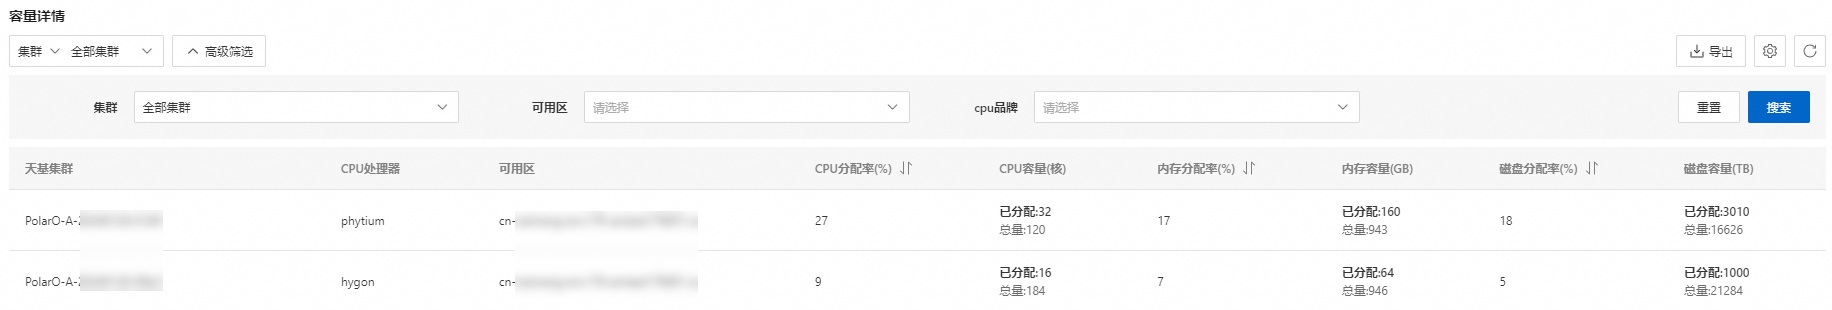 容量详情
集群 全部集群 高级筛选 导出
集群 全部集群 可用区 请选择 cpu品牌 请选择 重置 搜索
天基集群 CPU处理器 可用区 CPU分配率(%) CPU容量(核) 内存分配率(%) 内存容量(GB) 磁盘分配率(%) 磁盘容量(TB)
PolarO-A- phytium cn- 27 已分配:32 17 已分配:160 18 已分配:3010
总量:120 总量:943 总量:16626
PolarO-A- hygon cn- 9 已分配:16 7 已分配:64 5 已分配:1000
总量:184 总量:946 总量:21284